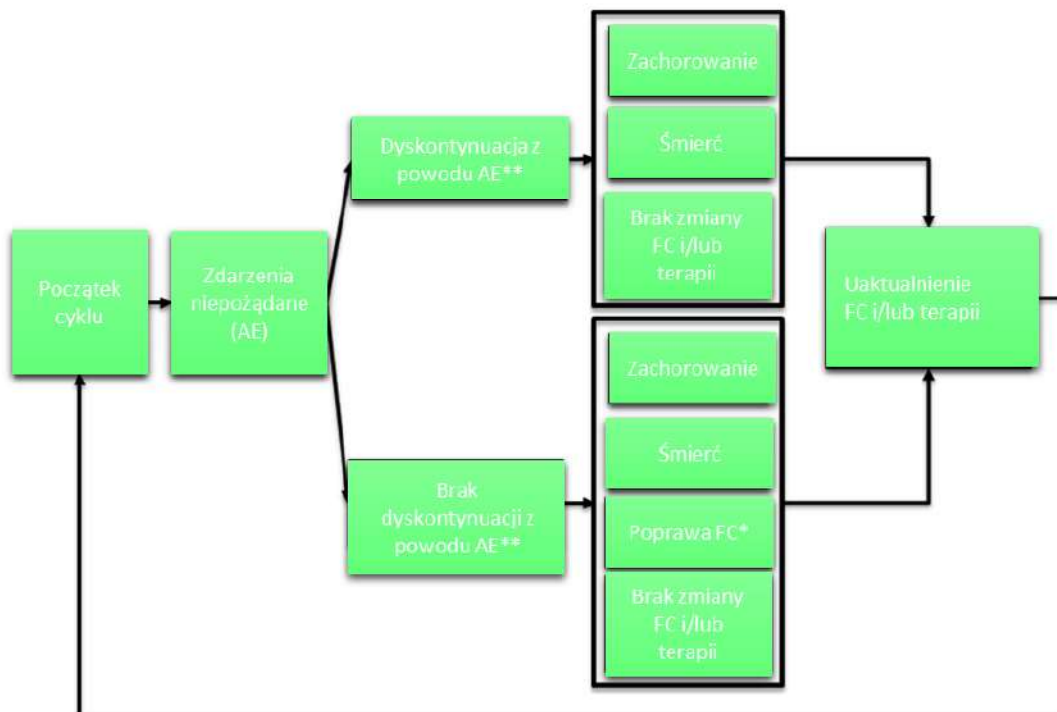 Początek
cyklu
Zdarzenia
niepożądane
(AE)
Dyskontynuacja z
powodu AE**
Zachorowanie
Śmierć
Brak zmiany
FC i/lub
terapii
Brak
dyskontynuacji z
powodu AE**
Zachorowanie
Śmierć
Poprawa FC*
Brak zmiany
FC i/lub
terapii
Uaktualnienie
FC i/lub terapii